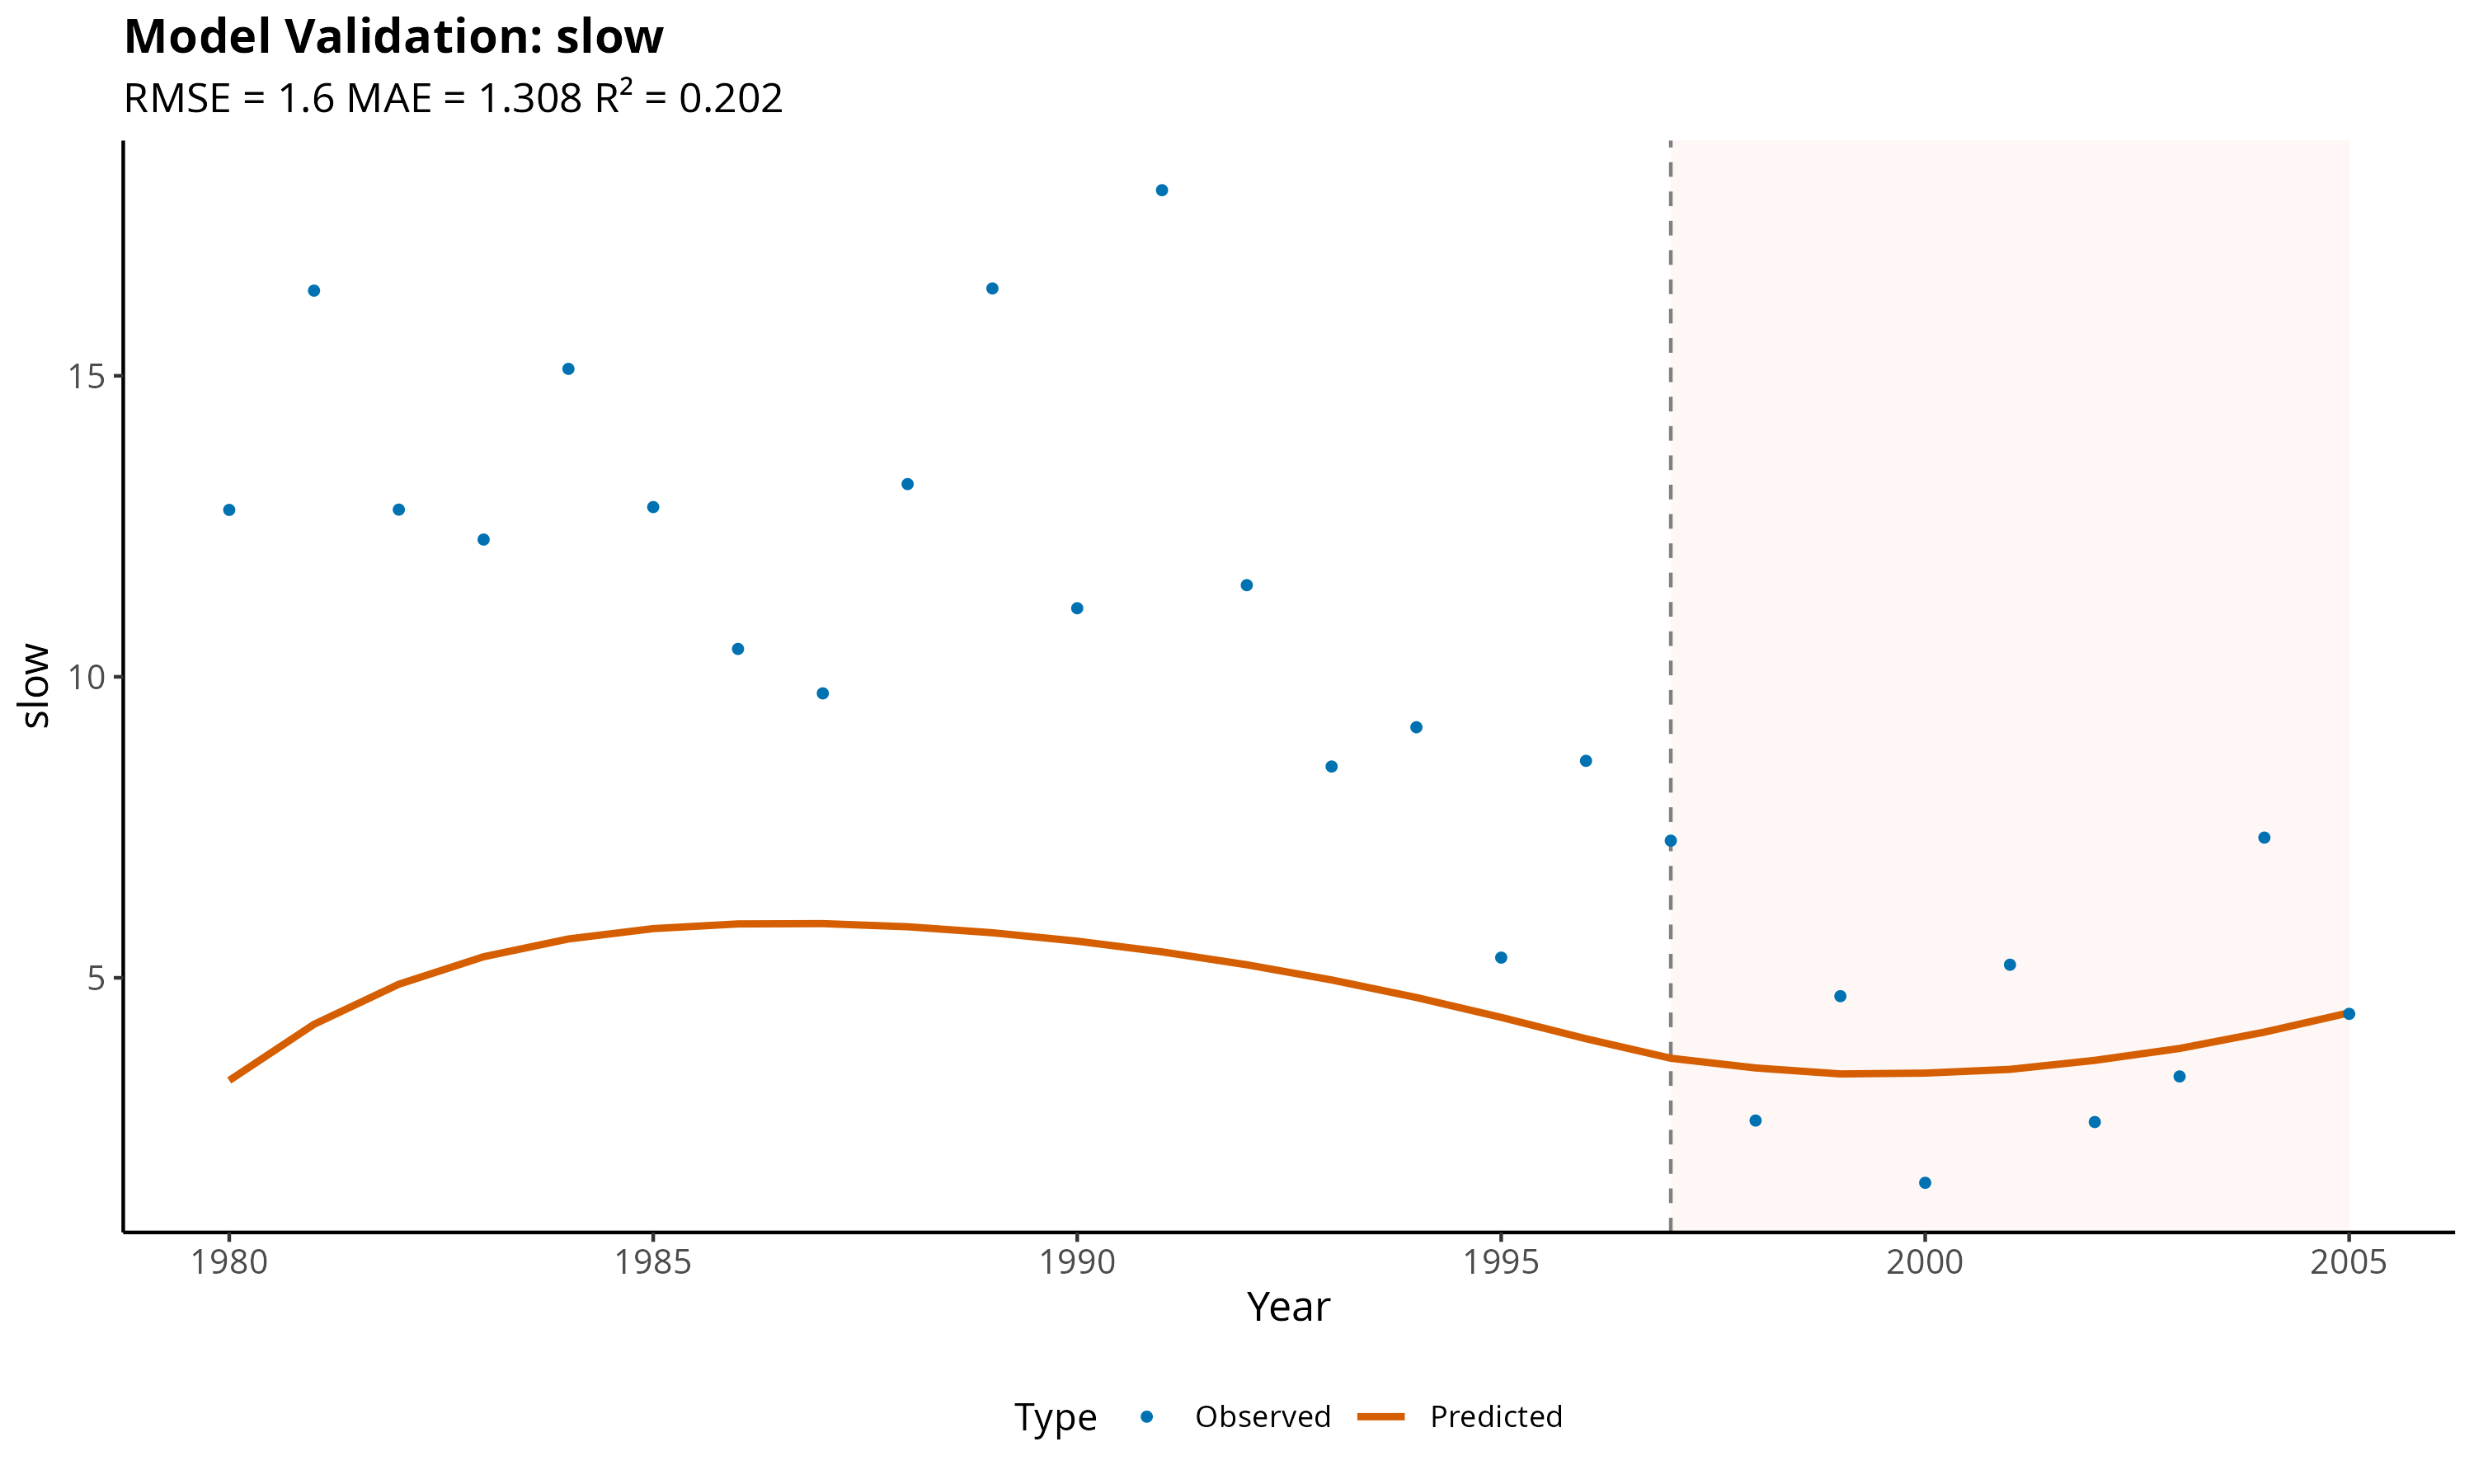 Model Validation: slow
RMSE = 1.6 MAE = 1.308 R² = 0.202
15
10
5
slow
1980 1985 1990 1995 2000 2005
Year
Type Observed Predicted